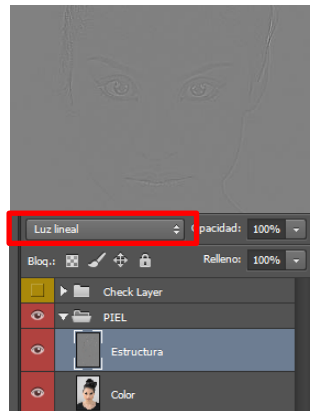 Luz lineal Opacidad: 100%
Bloq.: Relleno: 100%
Check Layer
PIEL
Estructura
Color